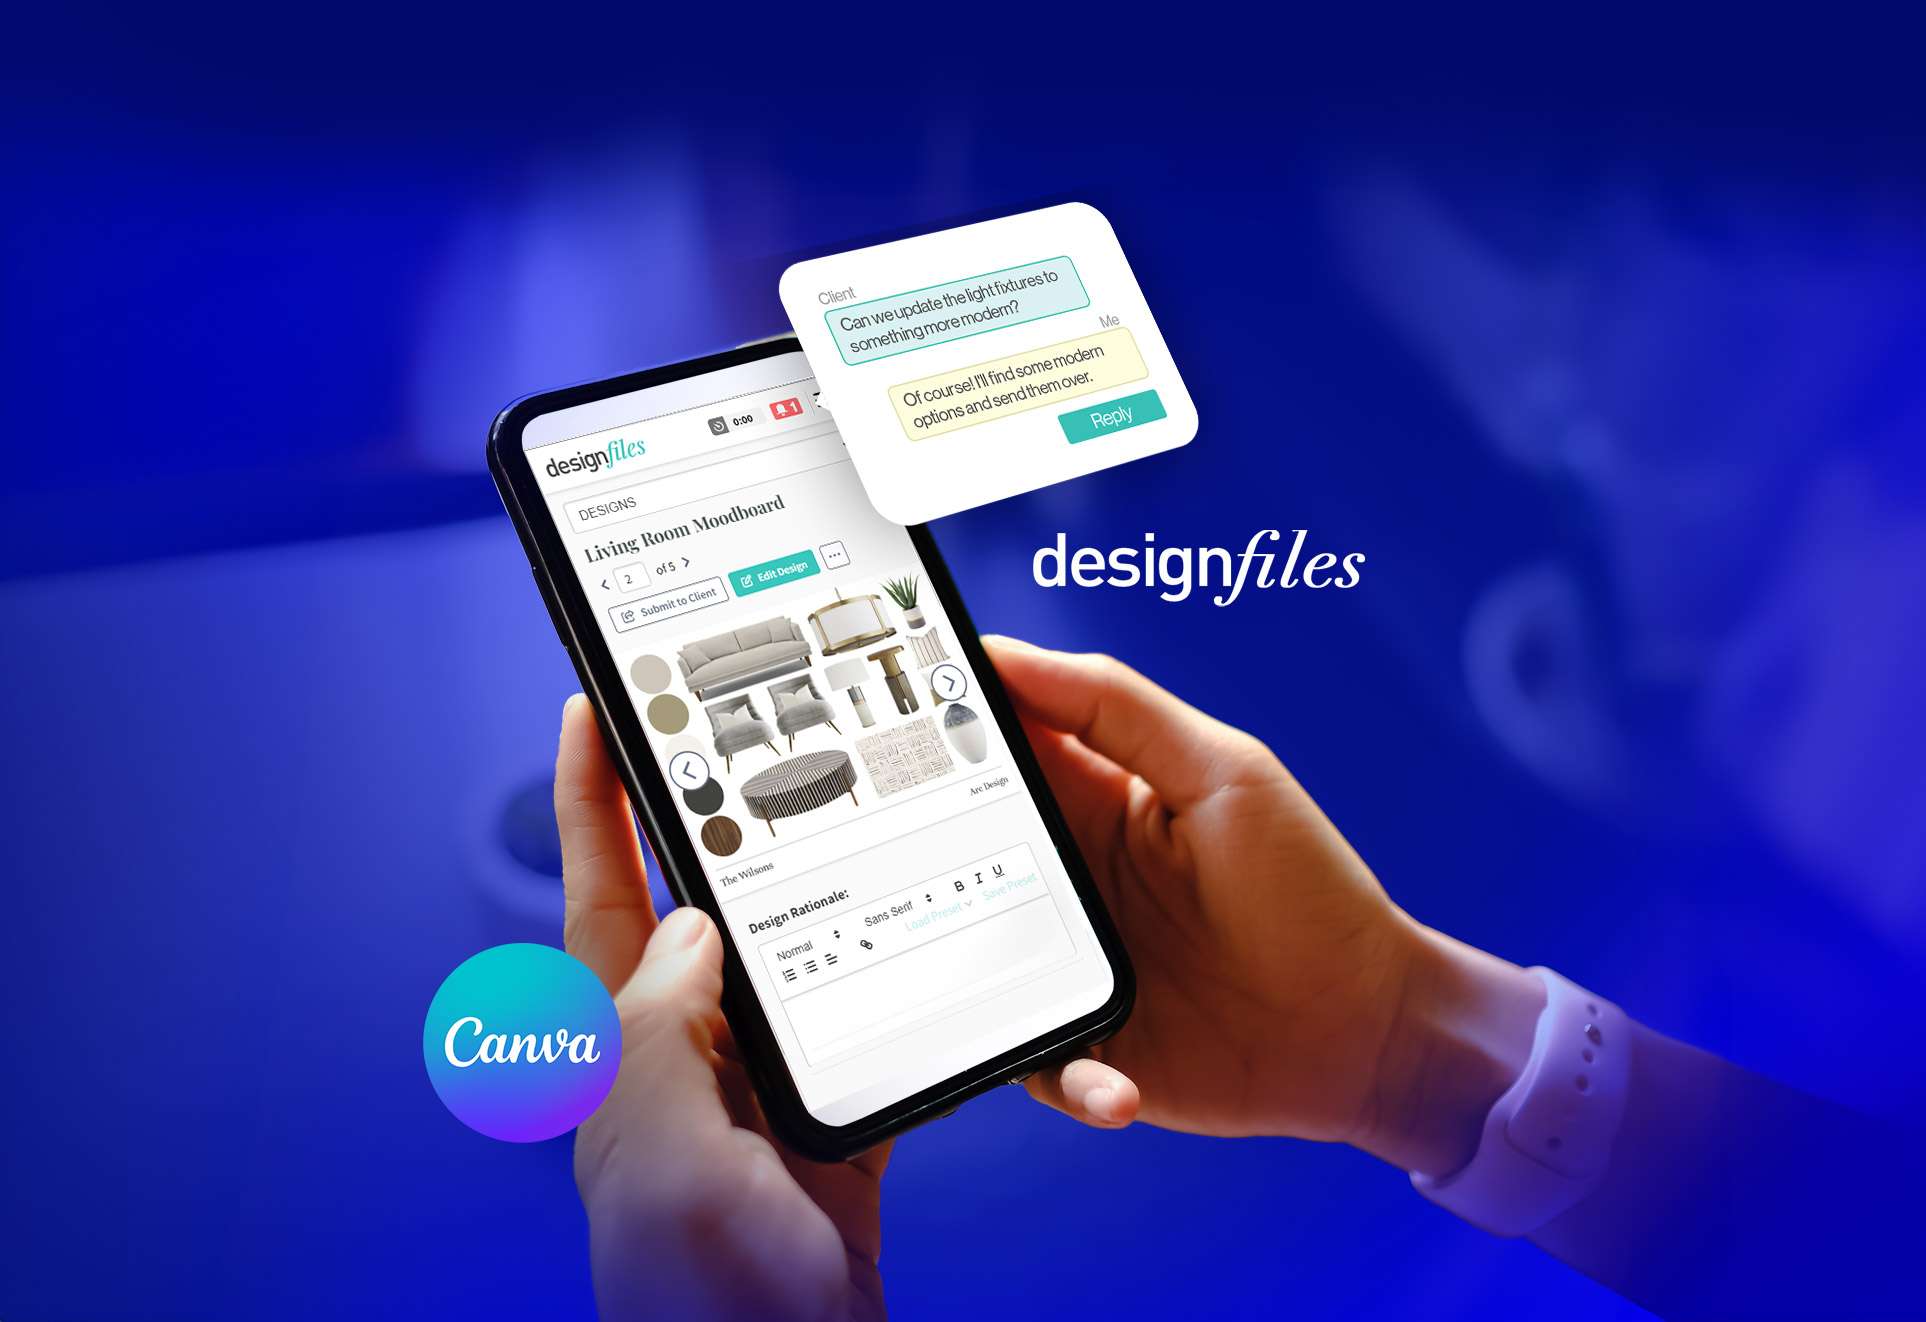 Client
Can we update the light fixtures to
something more modern?
Me
Of course! I'll find some modern
options and send them over.
Reply
designfiles
0:00
1
DESIGNS
Living Room Moodboard
2 of 5
Submit to Client
Edit Design
Arc Design
The Wilsons
Design Rationale:
Normal
Sans Serif
B I U
Load Preset
Save Preset
designfiles
Canva